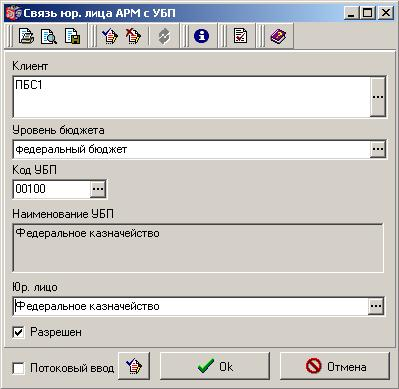 Связь юр. лица АРМ с УБП
Клиент
ПБС1
Уровень бюджета
федеральный бюджет
Код УБП
00100
Наименование УБП
Федеральное казначейство
Юр. лицо
Федеральное казначейство
Разрешен
Потоковый ввод
Ok
Отмена